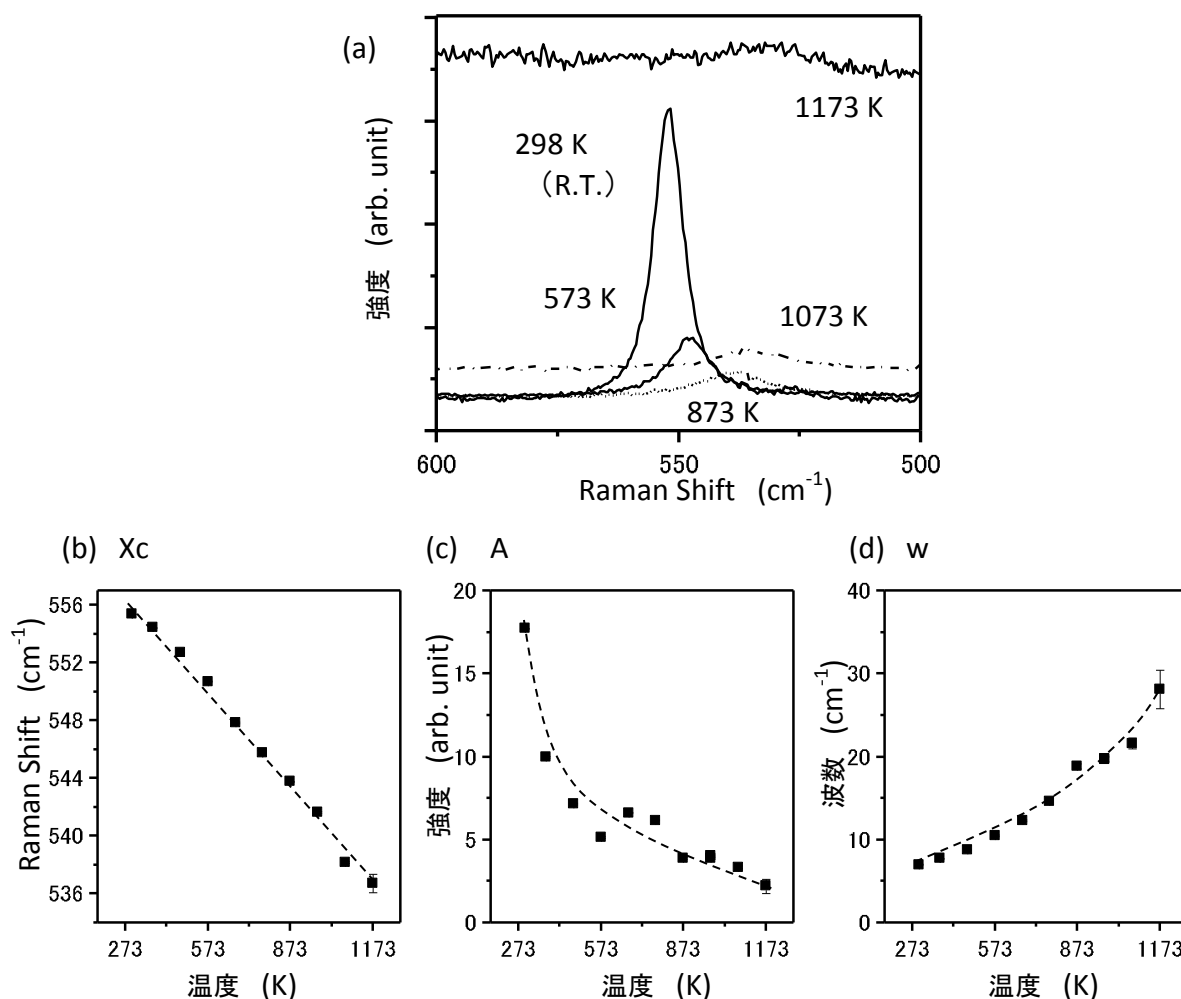 (a)
1173 K
298 K
（R.T.）
573 K
1073 K
873 K
強度 (arb. unit)
600 550 500
Raman Shift (cm-1)
(b) Xc
556
552
548
544
540
536
Raman Shift (cm-1)
273 573 873 1173
温度 (K)
(c) A
20
15
10
5
0
強度 (arb. unit)
273 573 873 1173
温度 (K)
(d) w
40
30
20
10
0
波数 (cm-1)
273 573 873 1173
温度 (K)